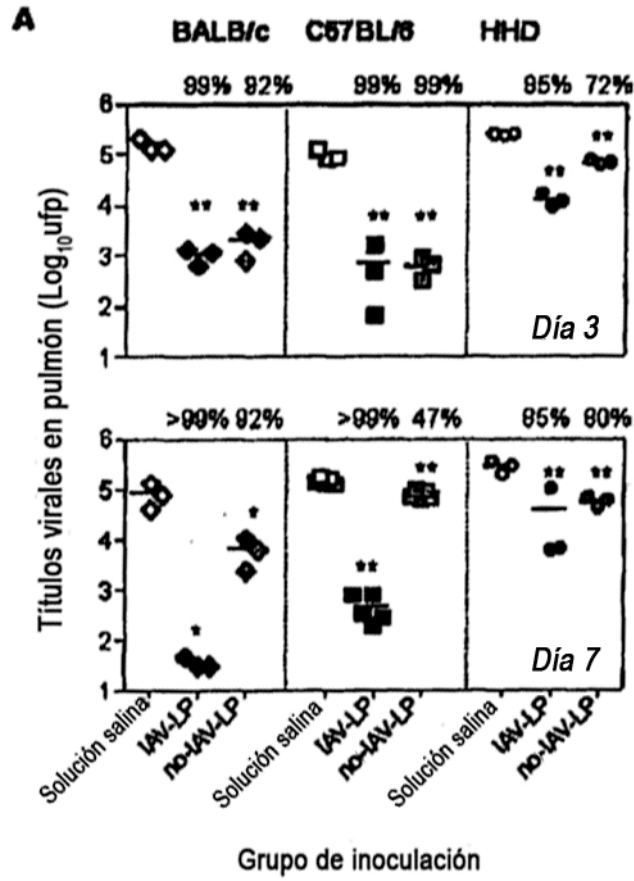 A
BALB/c C57BL/6 HHD
99% 92% 99% 99% 85% 72%
6
5
4
3
2
1
** ** ** ** ** **
Día 3
>99% 92% >99% 47% 85% 80%
6
5
4
3
2
1
* * ** ** ** **
Día 7
Títulos virales en pulmón (Log10ufp)
Solución salina IAV-LP no-IAV-LP Solución salina IAV-LP no-IAV-LP Solución salina IAV-LP no-IAV-LP
Grupo de inoculación